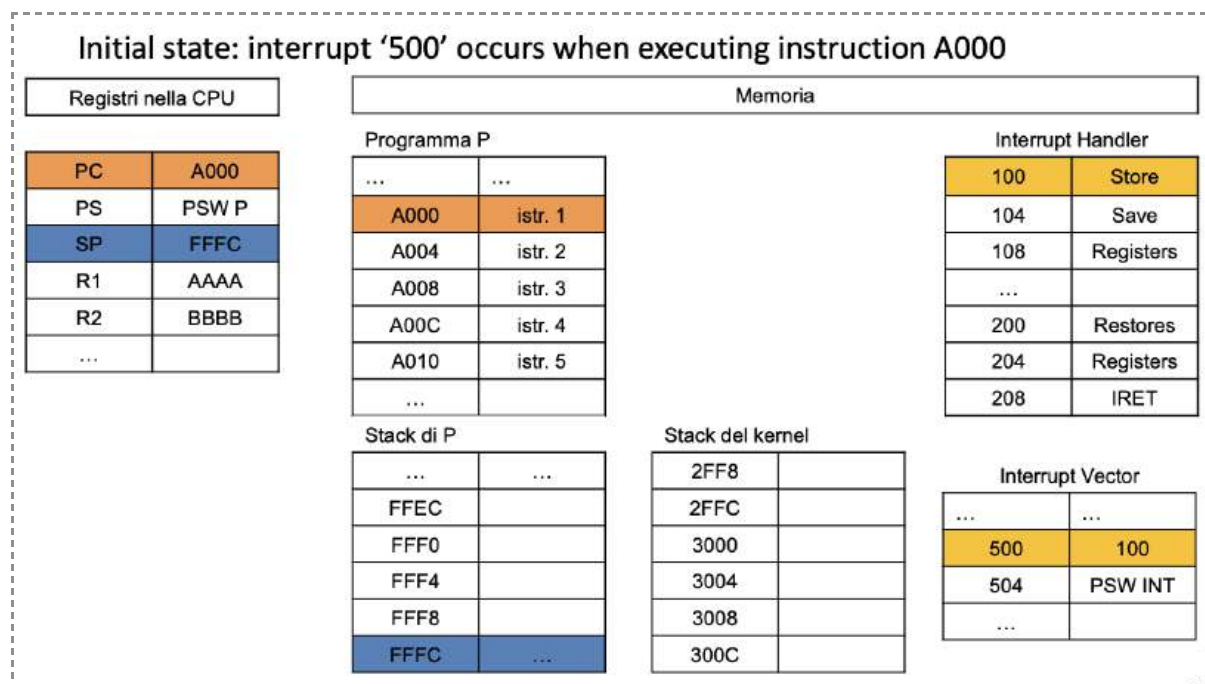 Initial state: interrupt ‘500’ occurs when executing instruction A000
Registri nella CPU
PC A000
PS PSW P
SP FFFC
R1 AAAA
R2 BBBB
...
Memoria
Programma P
... ...
A000 istr. 1
A004 istr. 2
A008 istr. 3
A00C istr. 4
A010 istr. 5
...
Interrupt Handler
100 Store
104 Save
108 Registers
...
200 Restores
204 Registers
208 IRET
Stack di P
... ...
FFEC
FFF0
FFF4
FFF8
FFFC ...
Stack del kernel
2FF8
2FFC
3000
3004
3008
300C
Interrupt Vector
... ...
500 100
504 PSW INT
...